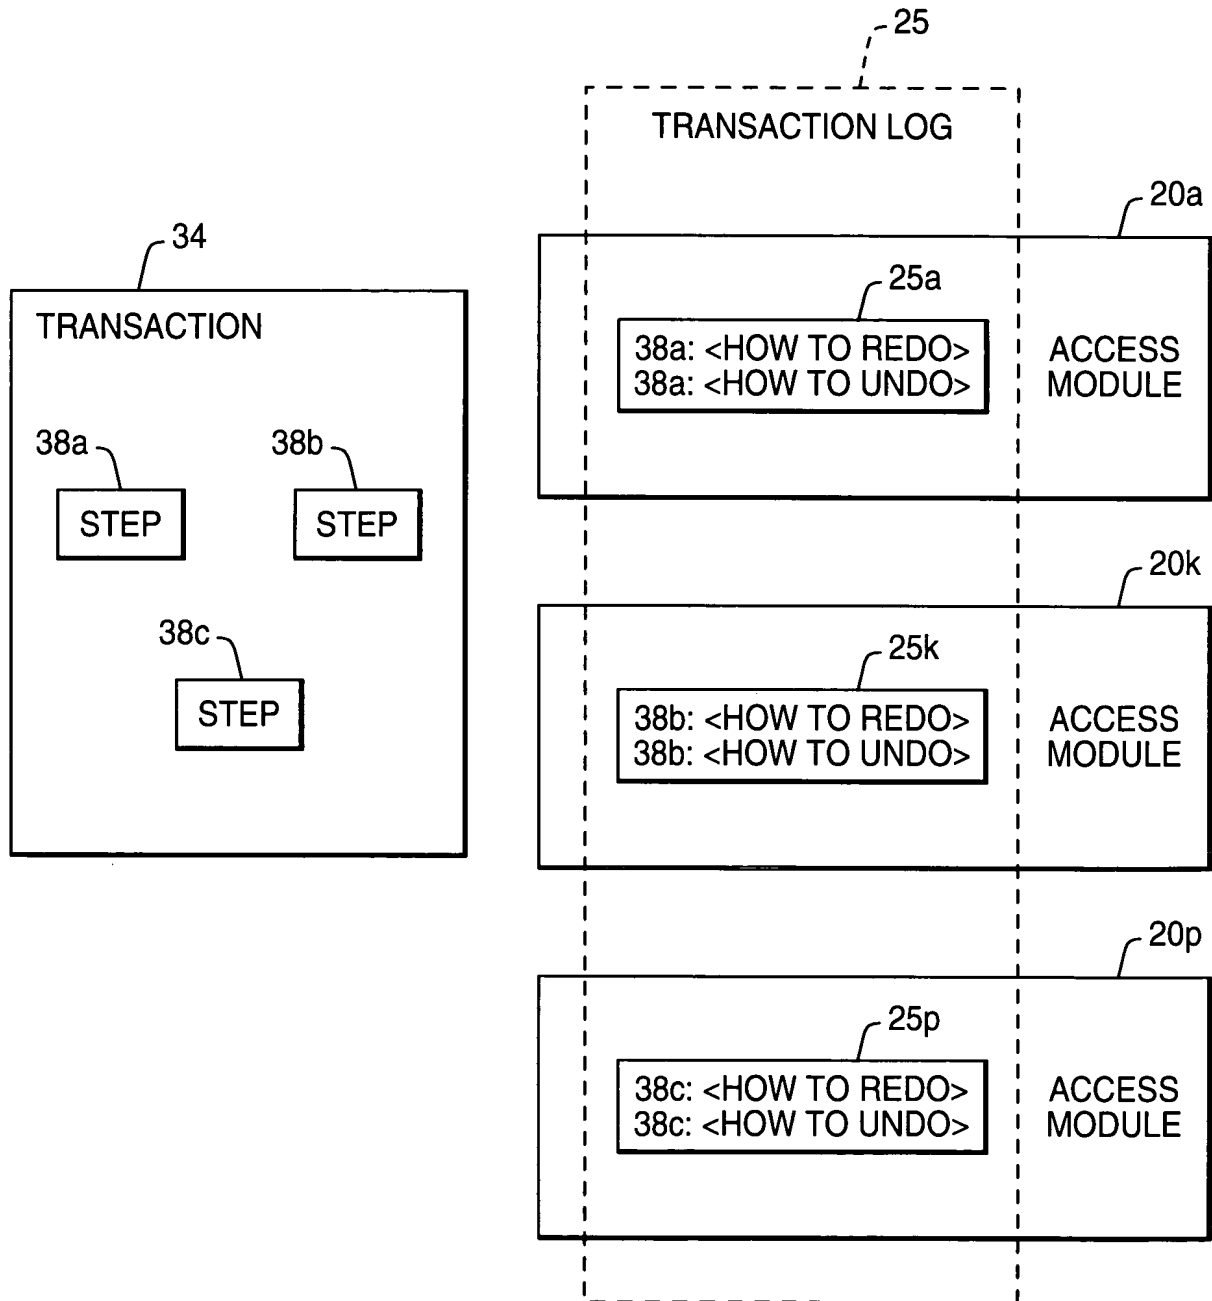 25
TRANSACTION LOG
20a
34
TRANSACTION
25a
38a: <HOW TO REDO>
38a: <HOW TO UNDO>
ACCESS
MODULE
38a
38b
STEP
STEP
20k
38c
STEP
25k
38b: <HOW TO REDO>
38b: <HOW TO UNDO>
ACCESS
MODULE
20p
25p
38c: <HOW TO REDO>
38c: <HOW TO UNDO>
ACCESS
MODULE